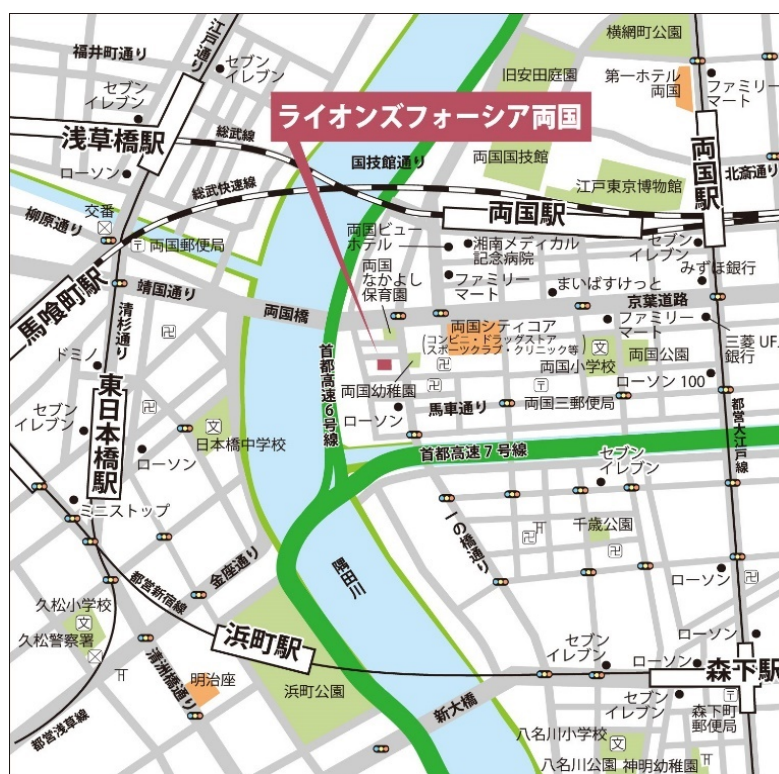 江戸通り
福井町通り
セブン
イレブン
セブン
イレブン
浅草橋駅
ローソン
総武線
総武快速線
柳原通り
交番
両国郵便局
馬喰町駅
靖国通り
清杉通り
両国橋
横網町公園
旧安田庭園
第一ホテル
両国
ファミリー
マート
ライオンズフォーシア両国
国技館通り
両国国技館
江戸東京博物館
両国駅
北斎通り
両国駅
両国ビュー
ホテル
湘南メディカル
記念病院
セブン
イレブン
みずほ銀行
両国
なかよし
保育園
ファミリー
マート
まいばすけっと
京葉道路
両国シティコア
(コンビニ・ドラッグストア
スポーツクラブ・クリニック等)
ファミリー
マート
文
両国小学校
両国公園
三菱 UFJ
銀行
ローソン 100
両国幼稚園
ローソン
馬車通り
両国三郵便局
首都高速6号線
首都高速7号線
都営大江戸線
ドミノ
東日本橋駅
セブン
イレブン
ローソン
文
日本橋中学校
ミニストップ
セブン
イレブン
一の橋通り
千歳公園
ローソン
隅田川
金座通り
都営新宿線
久松小学校
文
久松警察署
浜町駅
清洲橋通り
明治座
浜町公園
都営浅草線
新大橋
セブン
イレブン
ローソン
ローソン
森下駅
セブン
イレブン
森下町
郵便局
八名川小学校
文
八名川公園
神明幼稚園